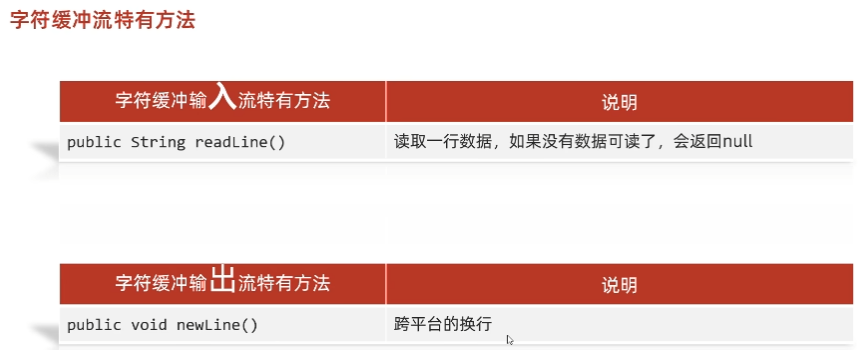 字符缓冲流特有方法
字符缓冲输入流特有方法 说明
public String readLine() 读取一行数据，如果没有数据可读了，会返回null
字符缓冲输出流特有方法 说明
public void newLine() 跨平台的换行